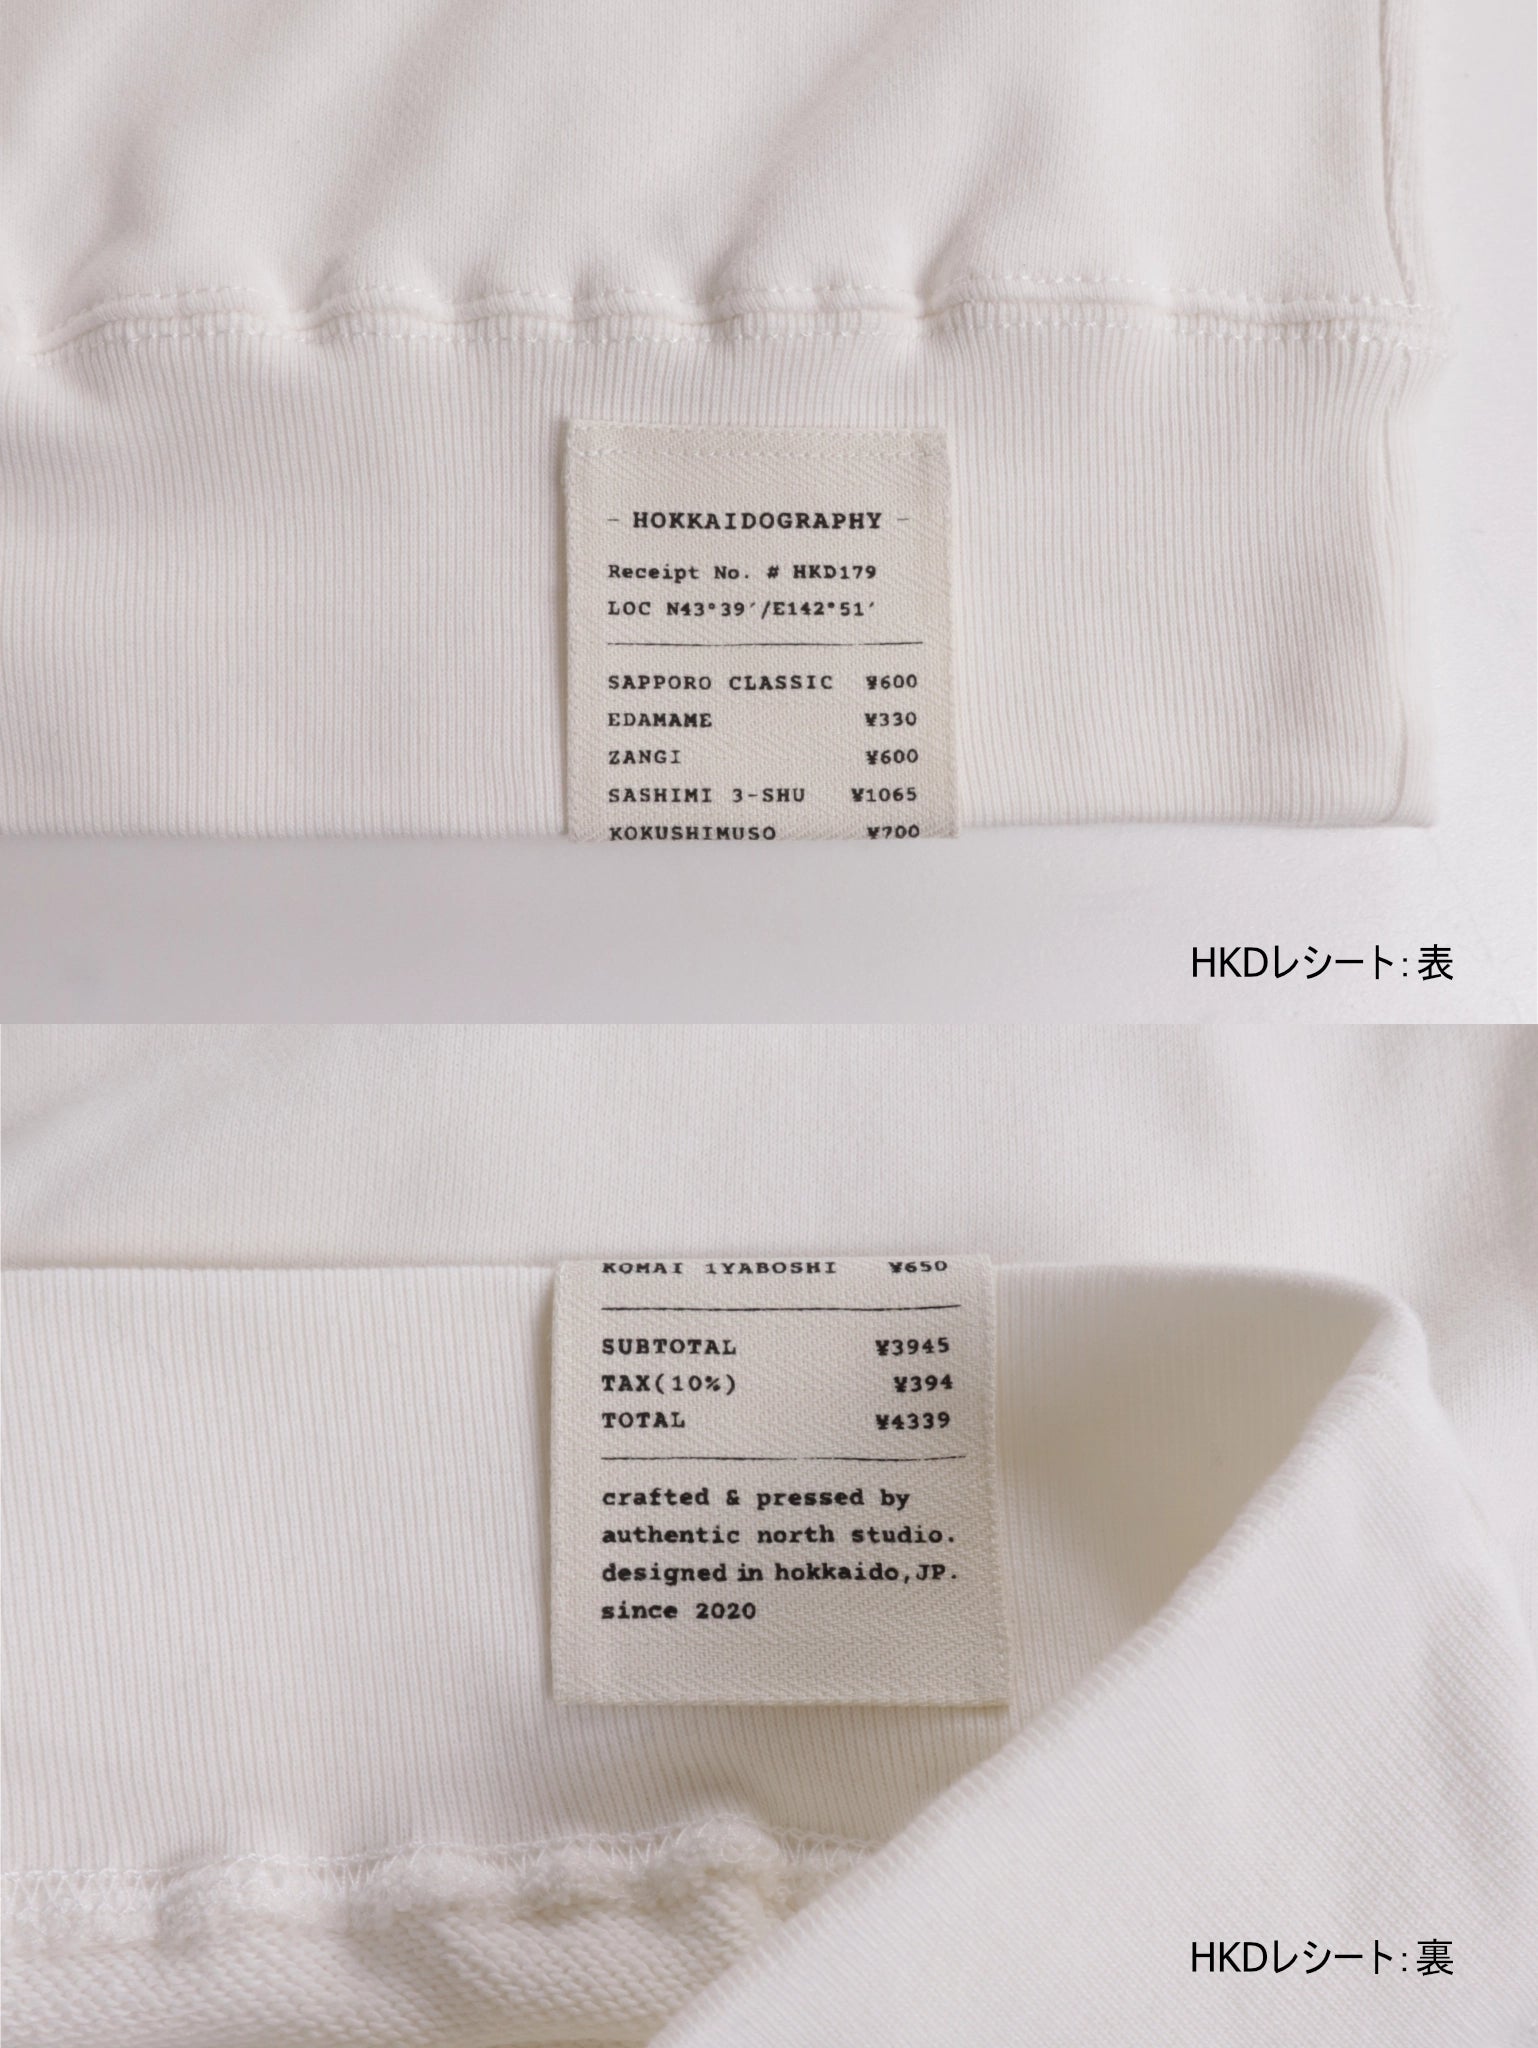 - HOKKAIDOGRAPHY -
Receipt No. # HKD179
LOC N43°39′/E142°51′
SAPPORO CLASSIC ¥600
EDAMAME ¥330
ZANGI ¥600
SASHIMI 3-SHU ¥1065
KOKUSHIMUSO ¥700
HKDレシート:表
KOMAI 1YABOSHI ¥650
SUBTOTAL ¥3945
TAX(10%) ¥394
TOTAL ¥4339
crafted & pressed by
authentic north studio.
designed in hokkaido,JP.
since 2020
HKDレシート:裏